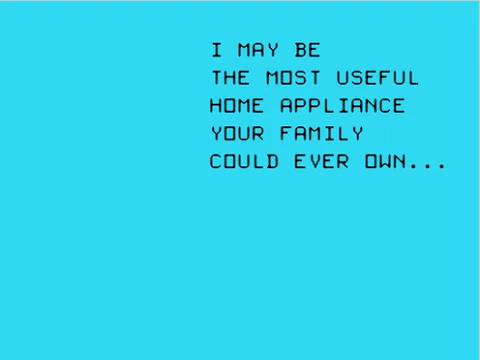 I MAY BE
THE MOST USEFUL
HOME APPLIANCE
YOUR FAMILY
COULD EVER OWN...